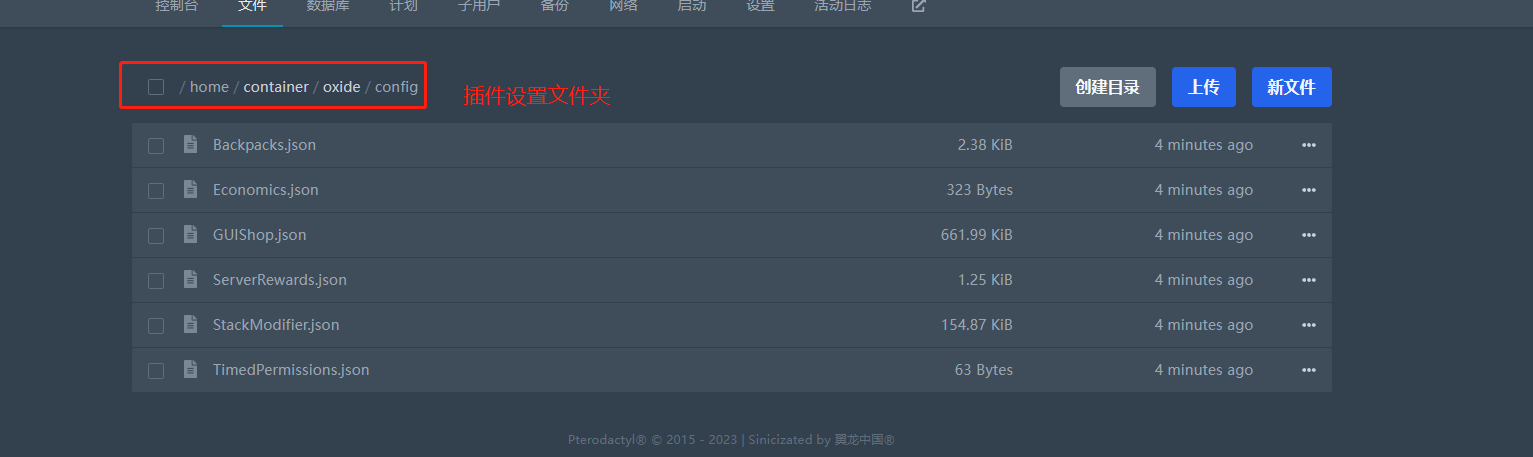 控制台 文件 数据库 计划 子用户 备份 网络 启动 设置 活动日志
/ home / container / oxide / config 插件设置文件夹 创建目录 上传 新文件
Backpacks.json 2.38 KiB 4 minutes ago
Economics.json 323 Bytes 4 minutes ago
GUIShop.json 661.99 KiB 4 minutes ago
ServerRewards.json 1.25 KiB 4 minutes ago
StackModifier.json 154.87 KiB 4 minutes ago
TimedPermissions.json 63 Bytes 4 minutes ago
Pterodactyl® © 2015 - 2023 | Sinicizated by 翼龙中国®